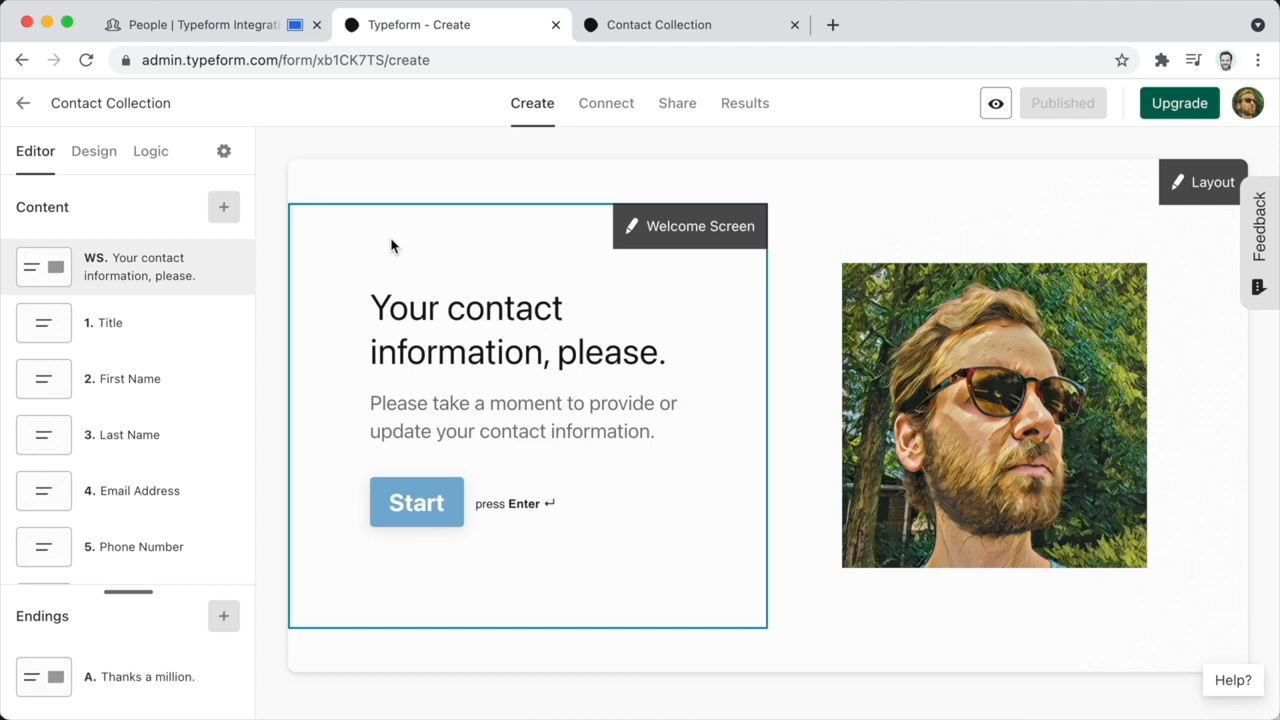 People | Typeform Integrat
Typeform - Create
Contact Collection
admin.typeform.com/form/xb1CK7TS/create
Contact Collection
Create
Connect
Share
Results
Published
Upgrade
Editor
Design
Logic
Content
WS. Your contact
information, please.
1. Title
2. First Name
3. Last Name
4. Email Address
5. Phone Number
Endings
A. Thanks a million.
Layout
Welcome Screen
Your contact
information, please.
Please take a moment to provide or
update your contact information.
Start
press Enter ↵
Feedback
Help?